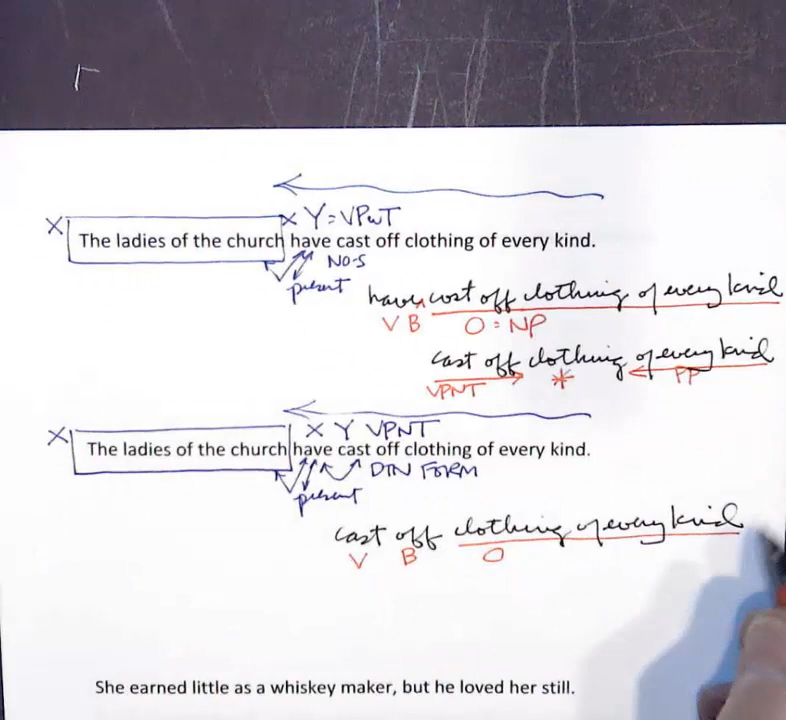 X X Y = VPWT
The ladies of the church have cast off clothing of every kind.
NO-S
present
have cast off clothing of every kind
V B O = NP
cast off clothing of every kind
VPNT * PP
X X Y VPNT
The ladies of the church have cast off clothing of every kind.
DTN FORM
present
cast off clothing of every kind
V B O
She earned little as a whiskey maker, but he loved her still.